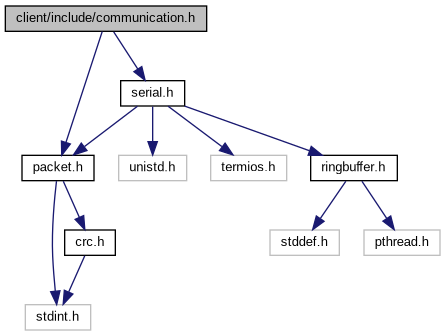 client/include/communication.h
serial.h
packet.h
unistd.h
termios.h
ringbuffer.h
crc.h
stddef.h
pthread.h
stdint.h